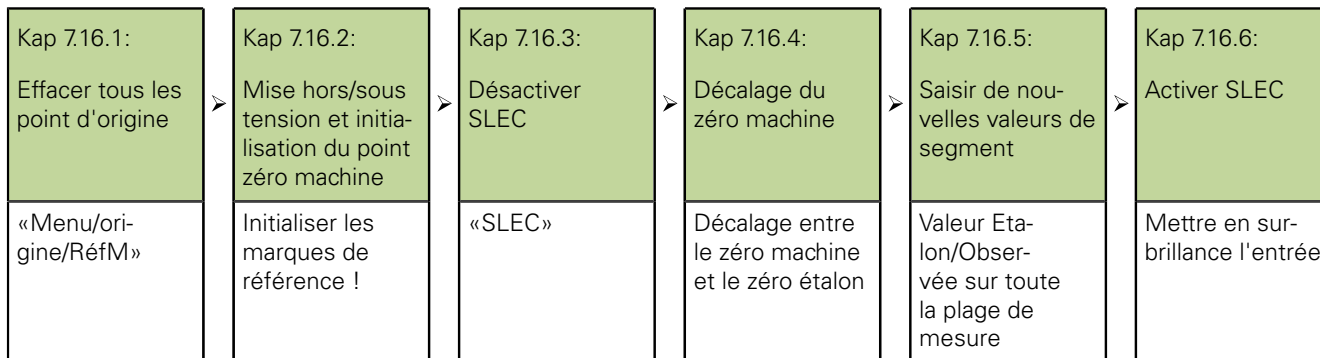 Kap 7.16.1:
Effacer tous les
point d'origine
«Menu/ori-
gine/RéfM»
Kap 7.16.2:
Mise hors/sous
tension et initia-
lisation du point
zéro machine
Initialiser les
marques de
référence !
Kap 7.16.3:
Désactiver
SLEC
«SLEC»
Kap 7.16.4:
Décalage du
zéro machine
Décalage entre
le zéro machine
et le zéro étalon
Kap 7.16.5:
Saisir de nou-
velles valeurs de
segment
Valeur Eta-
lon/Obser-
vée sur toute
la plage de
mesure
Kap 7.16.6:
Activer SLEC
Mettre en sur-
brillance l'entrée